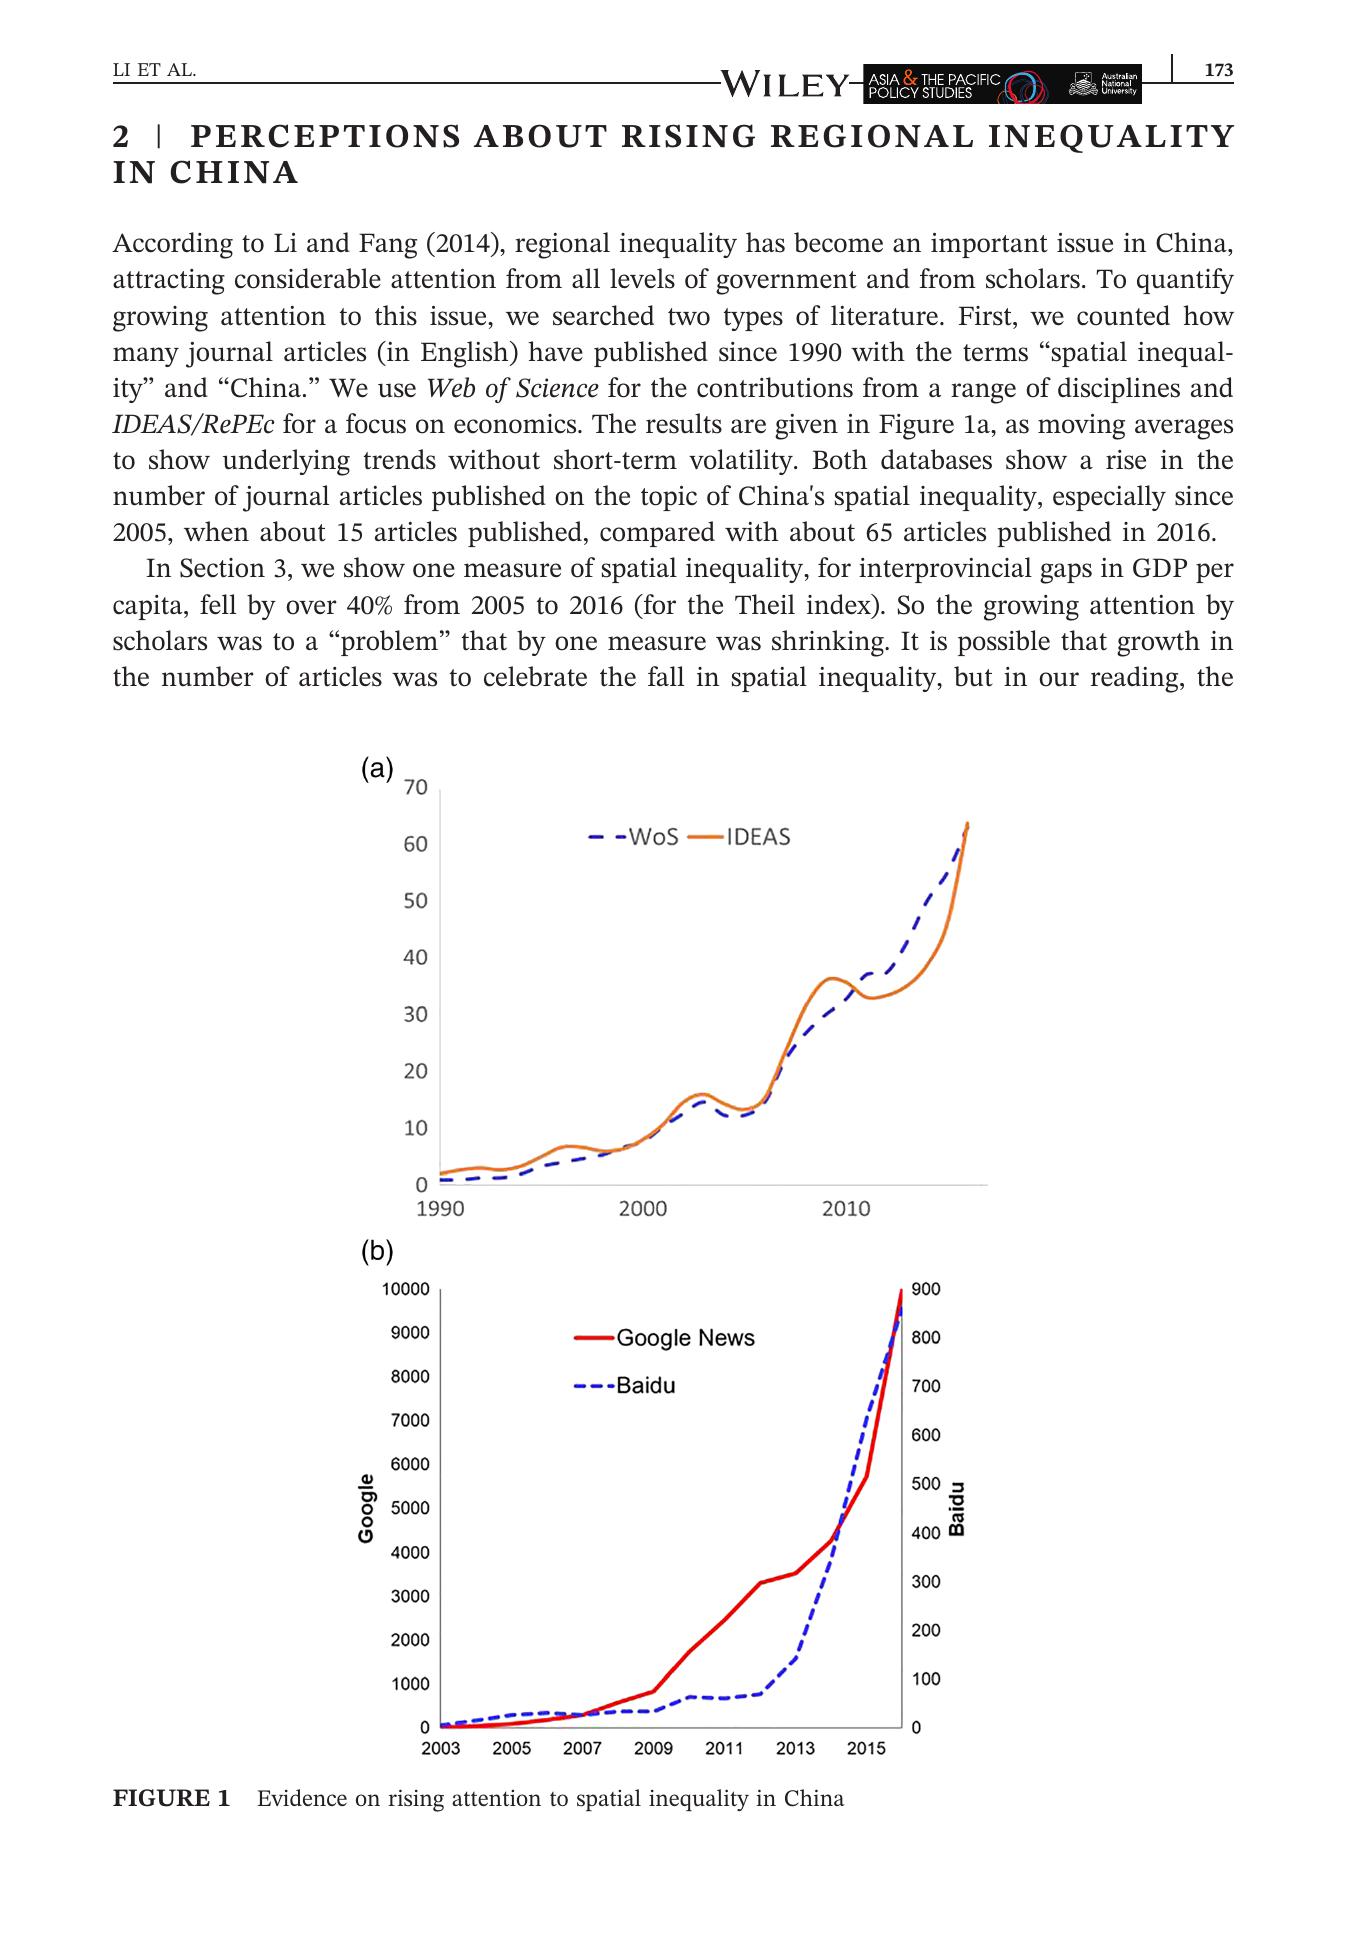 LI ET AL.
WILEY
ASIA & THE PACIFIC
POLICY STUDIES
Australian
National
University
173
2 | PERCEPTIONS ABOUT RISING REGIONAL INEQUALITY
IN CHINA
According to Li and Fang (2014), regional inequality has become an important issue in China,
attracting considerable attention from all levels of government and from scholars. To quantify
growing attention to this issue, we searched two types of literature. First, we counted how
many journal articles (in English) have published since 1990 with the terms “spatial inequal-
ity” and “China.” We use Web of Science for the contributions from a range of disciplines and
IDEAS/RePEc for a focus on economics. The results are given in Figure 1a, as moving averages
to show underlying trends without short-term volatility. Both databases show a rise in the
number of journal articles published on the topic of China's spatial inequality, especially since
2005, when about 15 articles published, compared with about 65 articles published in 2016.
In Section 3, we show one measure of spatial inequality, for interprovincial gaps in GDP per
capita, fell by over 40% from 2005 to 2016 (for the Theil index). So the growing attention by
scholars was to a “problem” that by one measure was shrinking. It is possible that growth in
the number of articles was to celebrate the fall in spatial inequality, but in our reading, the
(a)
70
WoS IDEAS
60
50
40
30
20
10
0
1990 2000 2010
(b)
10000 900
9000
Google News 800
8000
Baidu 700
7000
600
6000
500
5000
Google
Baidu
400
4000
300
3000
200
2000
100
1000
0 0
2003 2005 2007 2009 2011 2013 2015
FIGURE 1 Evidence on rising attention to spatial inequality in China